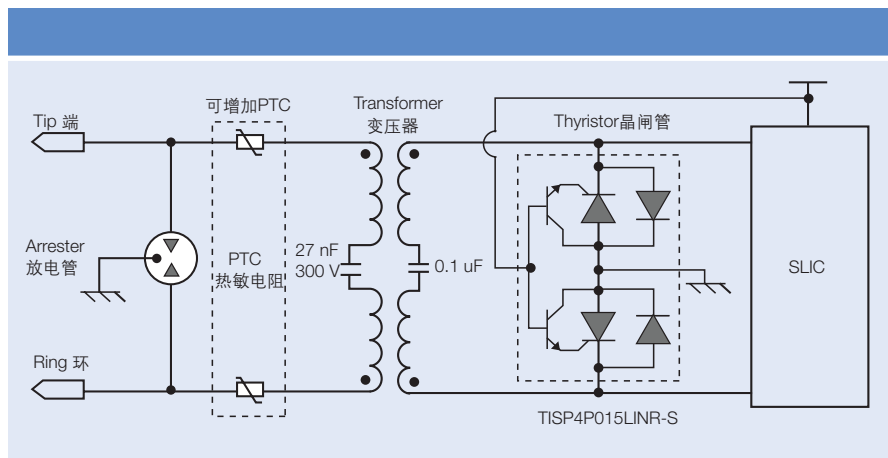 可增加PTC
Transformer
变压器
Tip 端
Thyristor晶闸管
Arrester
放电管
PTC
热敏电阻
27 nF
300 V
0.1 uF
SLIC
Ring 环
TISP4P015LINR-S